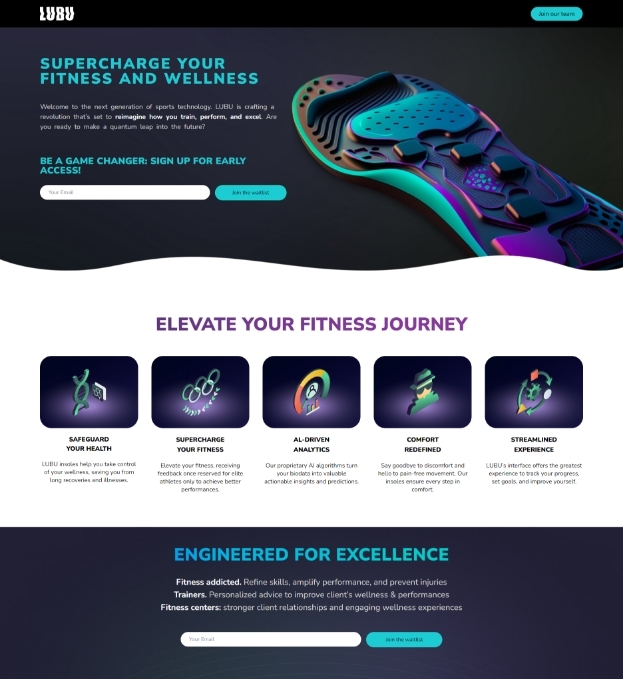 LUBU
Join our team
SUPERCHARGE YOUR
FITNESS AND WELLNESS
Welcome to the next generation of sports technology. LUBU is crafting a
revolution that's set to reimagine how you train, perform, and excel. Are
you ready to make a quantum leap into the future?
BE A GAME CHANGER: SIGN UP FOR EARLY
ACCESS!
Your Email
Join the waitlist
ELEVATE YOUR FITNESS JOURNEY
SAFEGUARD
YOUR HEALTH
LUBU insoles help you take control
of your wellness, saving you from
long recoveries and illnesses.
SUPERCHARGE
YOUR FITNESS
Elevate your fitness, receiving
feedback once reserved for elite
athletes only to achieve better
performances.
AL-DRIVEN
ANALYTICS
Our proprietary AI algorithms turn
your biodata into valuable
actionable insights and predictions.
COMFORT
REDEFINED
Say goodbye to discomfort and
hello to pain-free movement. Our
insoles ensure every step in
comfort.
STREAMLINED
EXPERIENCE
LUBU's interface offers the greatest
experience to track your progress,
set goals, and improve yourself.
ENGINEERED FOR EXCELLENCE
Fitness addicted. Refine skills, amplify performance, and prevent injuries
Trainers. Personalized advice to improve client's wellness & performances
Fitness centers: stronger client relationships and engaging wellness experiences
Your Email
Join the waitlist